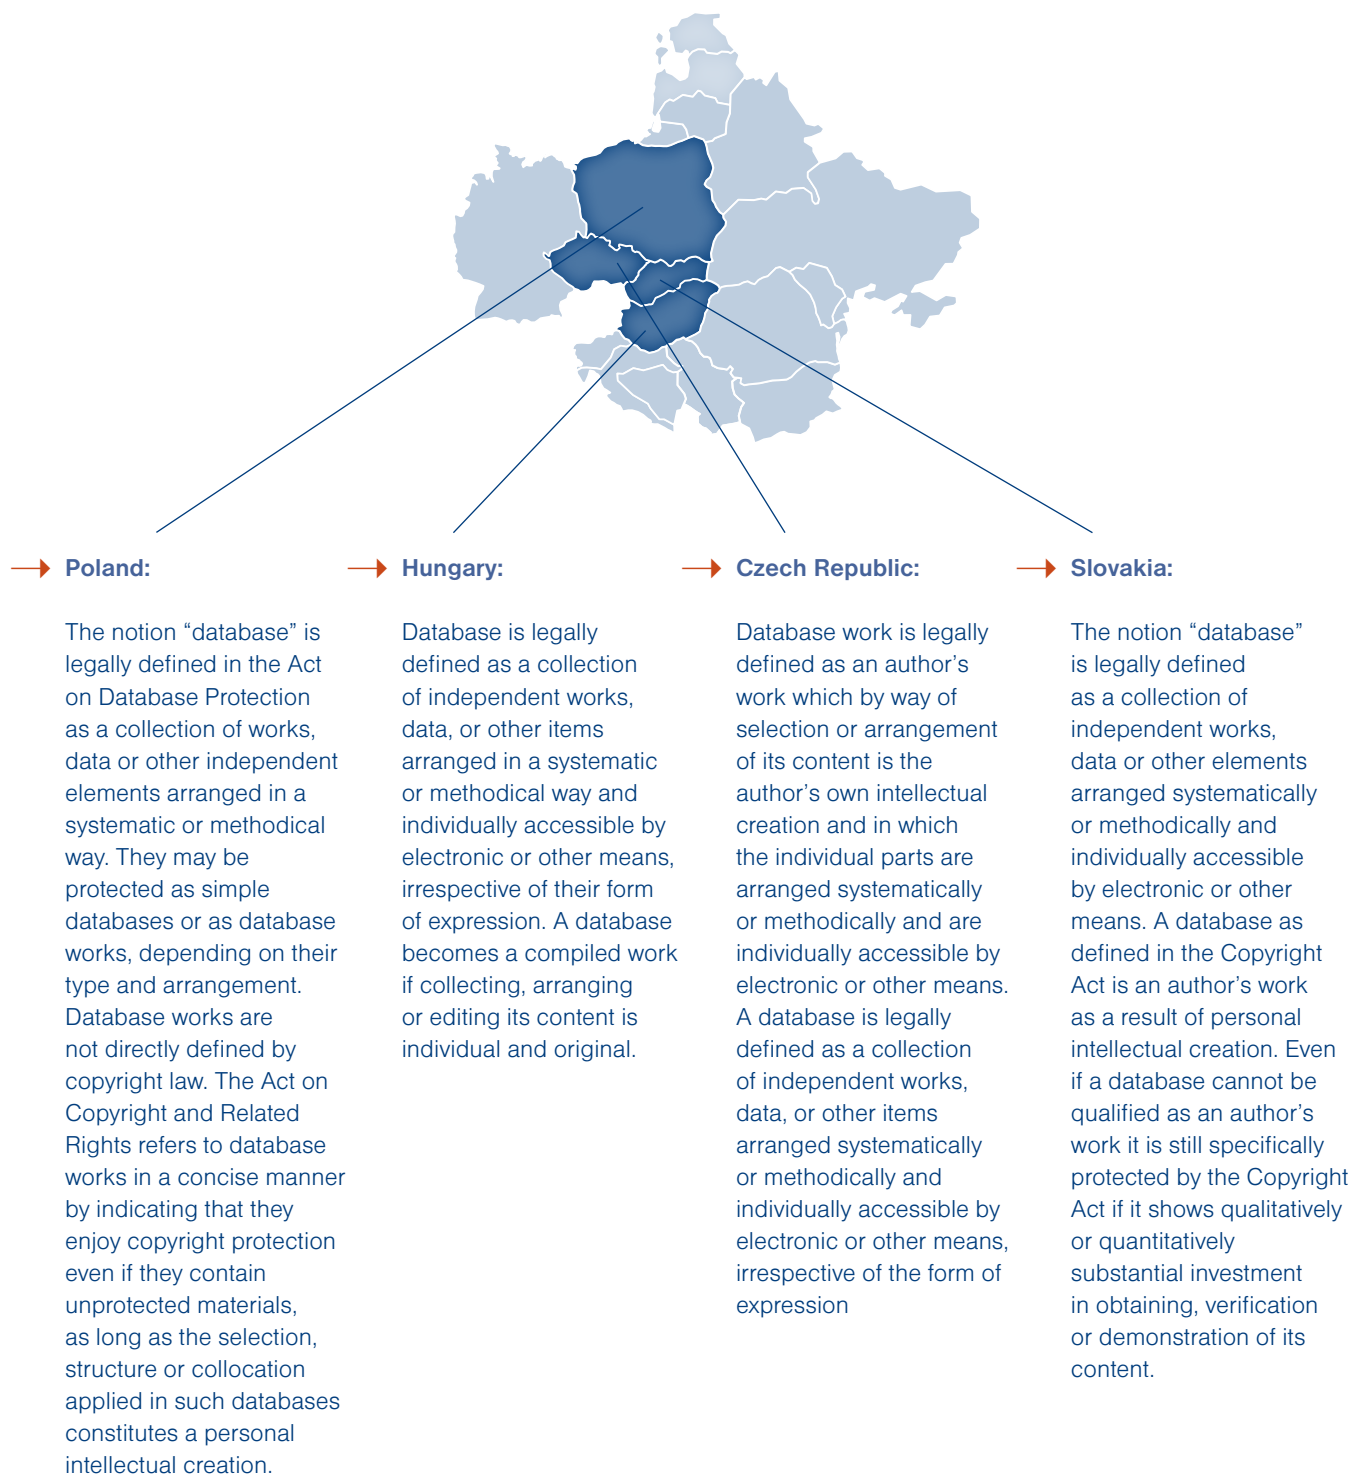 Poland:
The notion “database” is
legally defined in the Act
on Database Protection
as a collection of works,
data or other independent
elements arranged in a
systematic or methodical
way. They may be
protected as simple
databases or as database
works, depending on their
type and arrangement.
Database works are
not directly defined by
copyright law. The Act on
Copyright and Related
Rights refers to database
works in a concise manner
by indicating that they
enjoy copyright protection
even if they contain
unprotected materials,
as long as the selection,
structure or collocation
applied in such databases
constitutes a personal
intellectual creation.
Hungary:
Database is legally
defined as a collection
of independent works,
data, or other items
arranged in a systematic
or methodical way and
individually accessible by
electronic or other means,
irrespective of their form
of expression. A database
becomes a compiled work
if collecting, arranging
or editing its content is
individual and original.
Czech Republic:
Database work is legally
defined as an author’s
work which by way of
selection or arrangement
of its content is the
author’s own intellectual
creation and in which
the individual parts are
arranged systematically
or methodically and are
individually accessible by
electronic or other means.
A database is legally
defined as a collection
of independent works,
data, or other items
arranged systematically
or methodically and
individually accessible by
electronic or other means,
irrespective of the form of
expression
Slovakia:
The notion “database”
is legally defined
as a collection of
independent works,
data or other elements
arranged systematically
or methodically and
individually accessible
by electronic or other
means. A database as
defined in the Copyright
Act is an author’s work
as a result of personal
intellectual creation. Even
if a database cannot be
qualified as an author’s
work it is still specifically
protected by the Copyright
Act if it shows qualitatively
or quantitatively
substantial investment
in obtaining, verification
or demonstration of its
content.